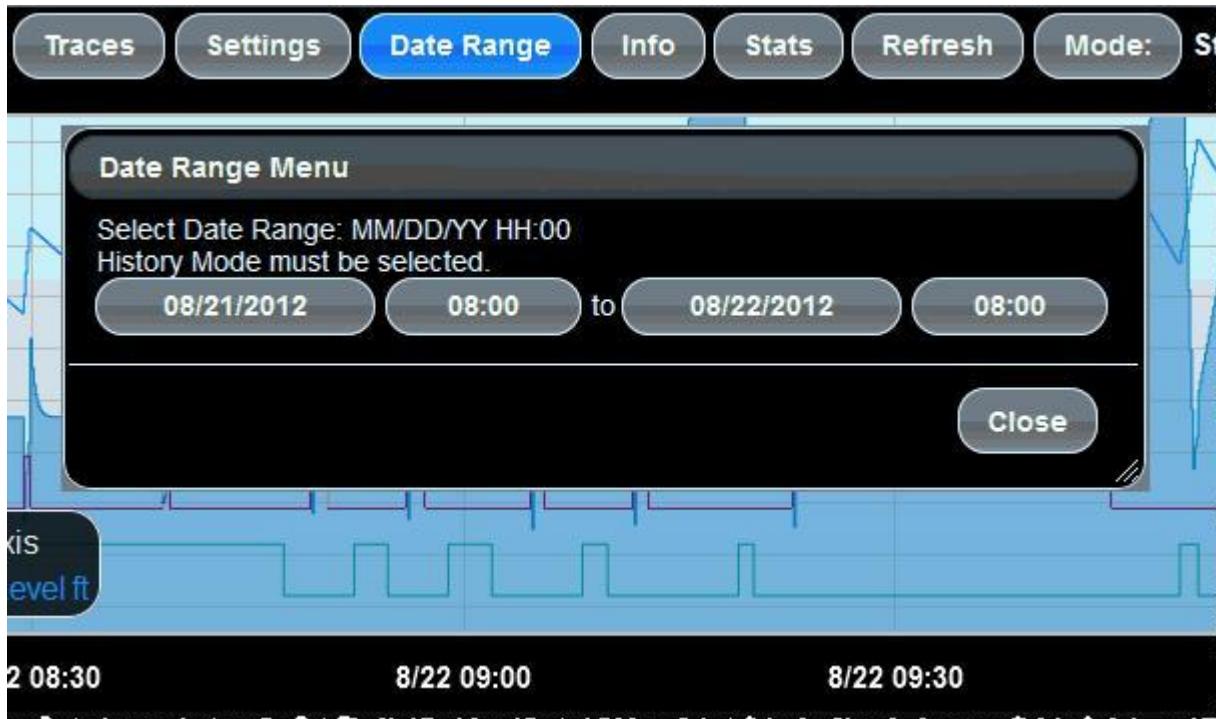 Traces Settings Date Range Info Stats Refresh Mode:
Date Range Menu
Select Date Range: MM/DD/YY HH:00
History Mode must be selected.
08/21/2012 08:00 to 08/22/2012 08:00
Close
evel ft
2 08:30 8/22 09:00 8/22 09:30